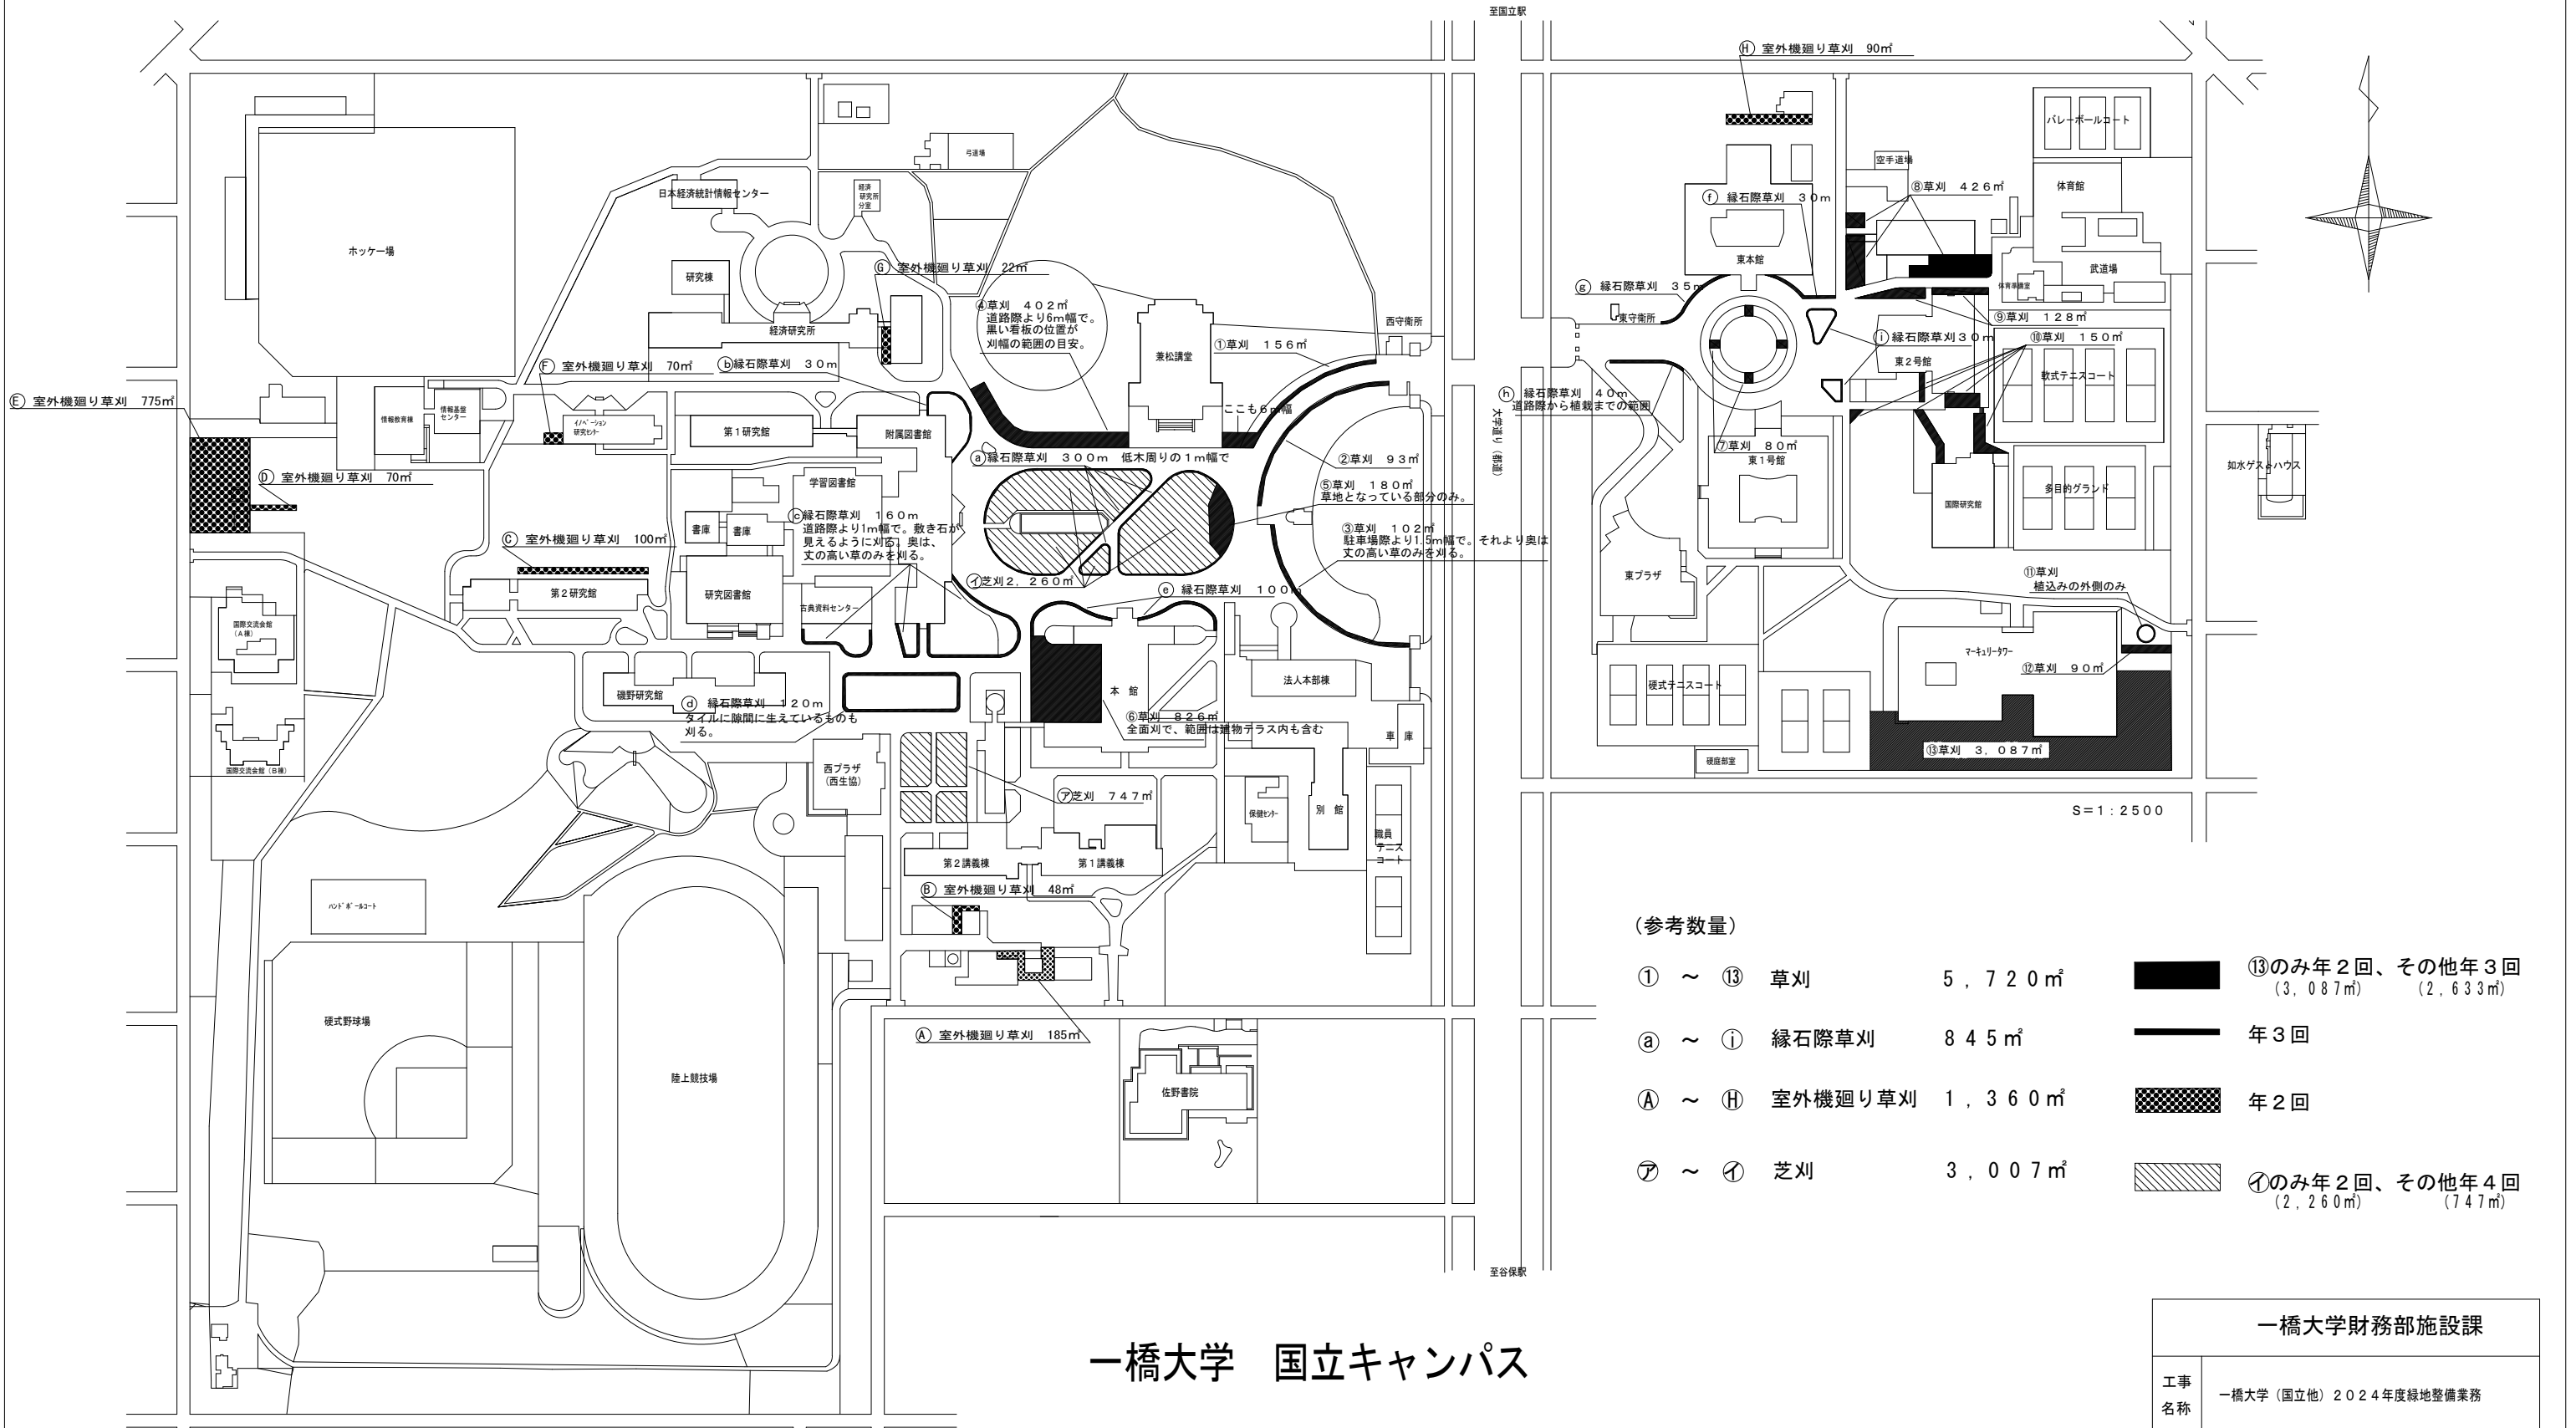 至国立駅
Ⓗ 室外機廻り草刈 90㎡
バレーボールコート
弓道場
空手道場
体育館
⑧草刈 426㎡
日本経済統計情報センター
経済
研究所
分室
ⓕ 縁石際草刈 30m
ホッケー場
東本館
武道場
研究棟
Ⓖ 室外機廻り草刈 22㎡
体育準備室
ⓖ 縁石際草刈 35m
④草刈 402㎡
道路際より6m幅で。
黒い看板の位置が
刈幅の範囲の目安。
西守衛所
東守衛所
⑨草刈 128㎡
経済研究所
兼松講堂
①草刈 156㎡
ⓘ縁石際草刈30m
⑩草刈 150㎡
Ⓕ 室外機廻り草刈 70㎡
ⓑ縁石際草刈 30m
東2号館
軟式テニスコート
Ⓔ 室外機廻り草刈 775㎡
情報教育棟
情報基盤
センター
ここも6m幅
ⓗ 縁石際草刈 40m
道路際から植栽までの範囲
大学通り(都道)
イノベーション
研究センター
第1研究館
附属図書館
⑦草刈 80㎡
東1号館
ⓐ縁石際草刈 300m 低木周りの1m幅で
②草刈 93㎡
如水ゲストハウス
Ⓓ 室外機廻り草刈 70㎡
学習図書館
⑤草刈 180㎡
草地となっている部分のみ。
国際研究館
多目的グランド
書庫
書庫
ⓒ縁石際草刈 160m
道路際より1m幅で。敷き石が
見えるように刈る。奥は、
丈の高い草のみを刈る。
③草刈 102㎡
駐車場際より1.5m幅で。それより奥は
丈の高い草のみを刈る。
Ⓒ 室外機廻り草刈 100㎡
㋑芝刈2,260㎡
東プラザ
⑪草刈
植込みの外側のみ
第2研究館
研究図書館
古典資料センター
ⓔ 縁石際草刈 100m
国際交流会館
(A棟)
マーキュリータワー
⑫草刈 90㎡
法人本部棟
硬式テニスコート
磯野研究館
本 館
ⓓ 縁石際草刈 120m
タイルに隙間に生えているものも
刈る。
⑥草刈 826㎡
全面刈で、範囲は建物テラス内も含む
車 庫
⑬草刈 3,087㎡
国際交流会館(B棟)
西プラザ
(西生協)
硬庭部室
㋐芝刈 747㎡
保健センター
別 館
S=1:2500
職員
テニス
コート
第2講義棟
第1講義棟
Ⓑ 室外機廻り草刈 48㎡
ハンドボールコート
硬式野球場
Ⓐ 室外機廻り草刈 185㎡
陸上競技場
佐野書院
至谷保駅
(参考数量)
① ~ ⑬ 草刈 5,720㎡
⑬のみ年2回、その他年3回
(3,087㎡) (2,633㎡)
ⓐ ~ ⓘ 縁石際草刈 845㎡
年3回
Ⓐ ~ Ⓗ 室外機廻り草刈 1,360㎡
年2回
㋐ ~ ㋑ 芝刈 3,007㎡
㋑のみ年2回、その他年4回
(2,260㎡) (747㎡)
一橋大学 国立キャンパス
一橋大学財務部施設課
工事
名称
一橋大学(国立他)2024年度緑地整備業務